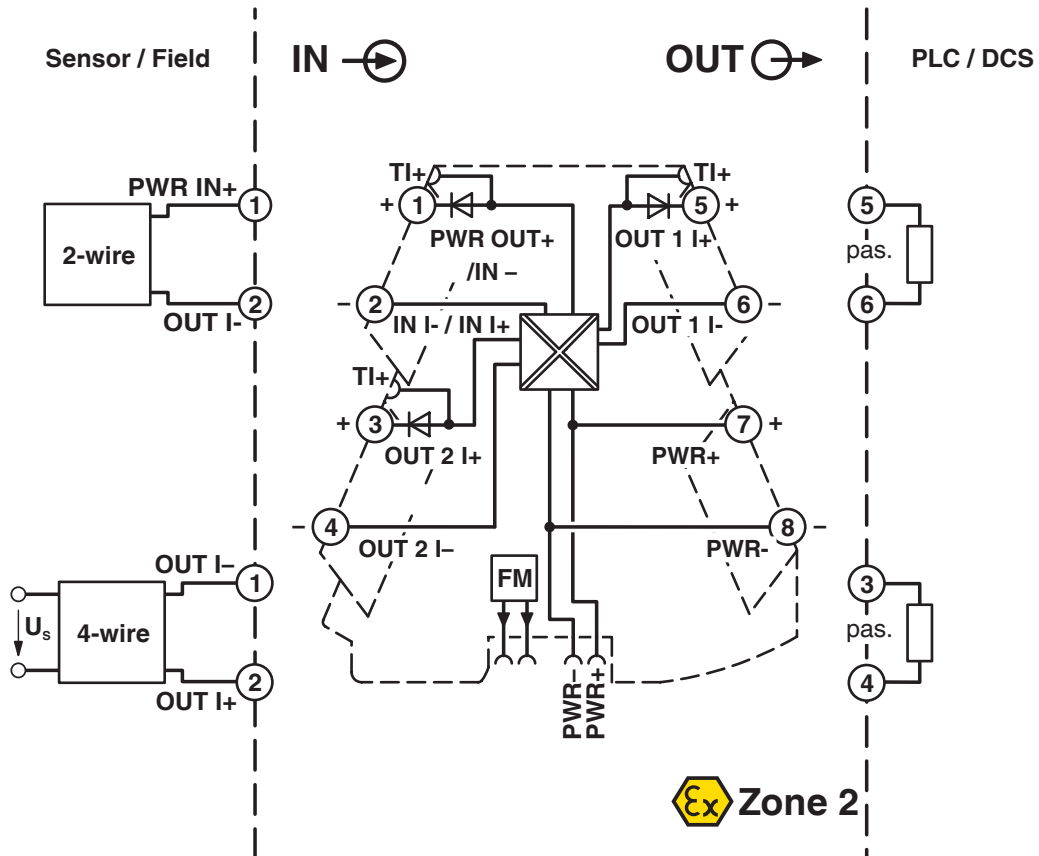 Sensor / Field
IN
OUT
PLC / DCS
TI+
TI+
PWR IN+
1
+ 1
5 +
5
2-wire
PWR OUT+
/IN –
OUT 1 I+
pas.
2
OUT I-
– 2
IN I- / IN I+
6 –
OUT 1 I-
6
TI+
+ 3
OUT 2 I+
7 +
PWR+
– 4
OUT 2 I–
8 –
PWR-
OUT I–
1
FM
3
Us
4-wire
pas.
2
OUT I+
4
PWR-
PWR+
Ex Zone 2